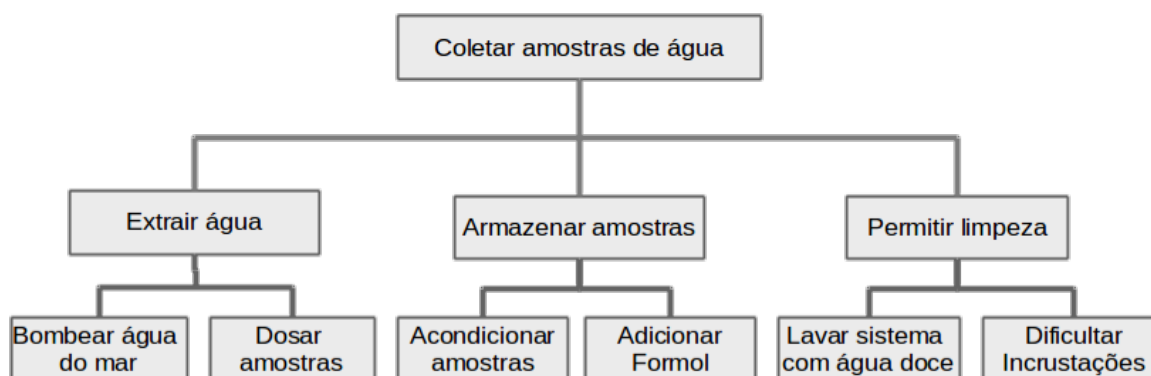 Coletar amostras de água
Extrair água
Armazenar amostras
Permitir limpeza
Bombear água
do mar
Dosar
amostras
Acondicionar
amostras
Adicionar
Formol
Lavar sistema
com água doce
Dificultar
Incrustações